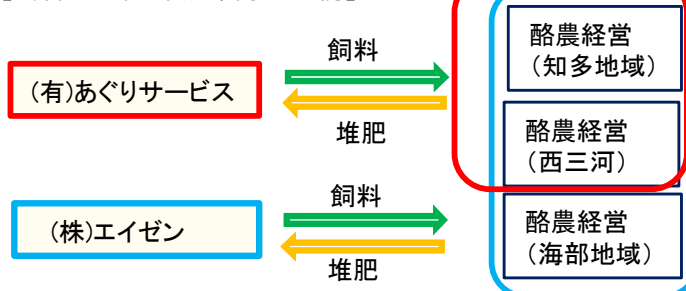 飼料
(有)あぐりサービス
堆肥
酪農経営
(知多地域)
酪農経営
(西三河)
飼料
(株)エイゼン
堆肥
酪農経営
(海部地域)